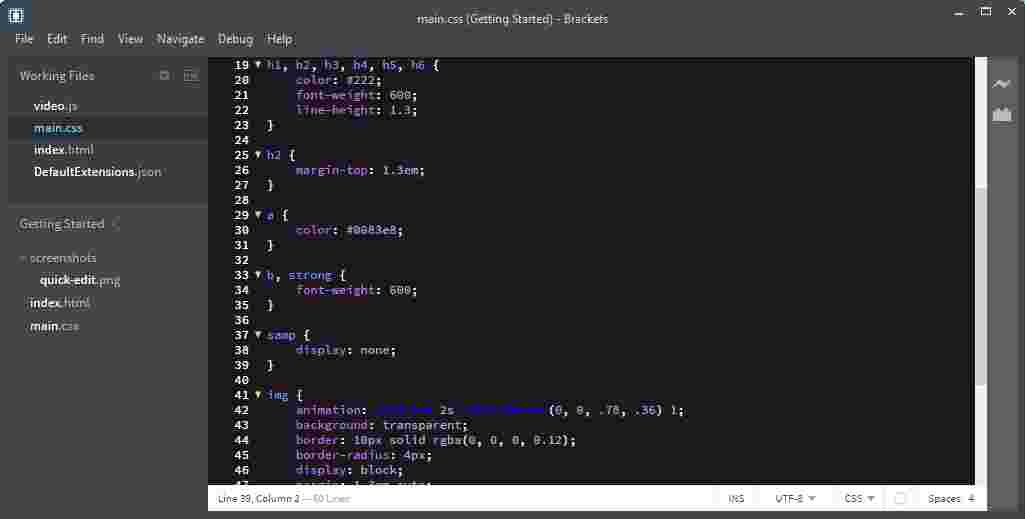 main.css (Getting Started) - Brackets
File Edit Find View Navigate Debug Help
Working Files
video.js
main.css
index.html
DefaultExtensions.json
Getting Started
screenshots
quick-edit.png
index.html
main.css
19 h1, h2, h3, h4, h5, h6 {
20 color: #222;
21 font-weight: 600;
22 line-height: 1.3;
23 }
24
25 h2 {
26 margin-top: 1.3em;
27 }
28
29 a {
30 color: #0083e8;
31 }
32
33 b, strong {
34 font-weight: 600;
35 }
36
37 samp {
38 display: none;
39 }
40
41 img {
42 animation: 2s (0, 0, .78, .36) 1;
43 background: transparent;
44 border: 10px solid rgba(0, 0, 0, 0.12);
45 border-radius: 4px;
46 display: block;
Line 39, Column 2 — 60 Lines INS UTF-8 CSS Spaces: 4